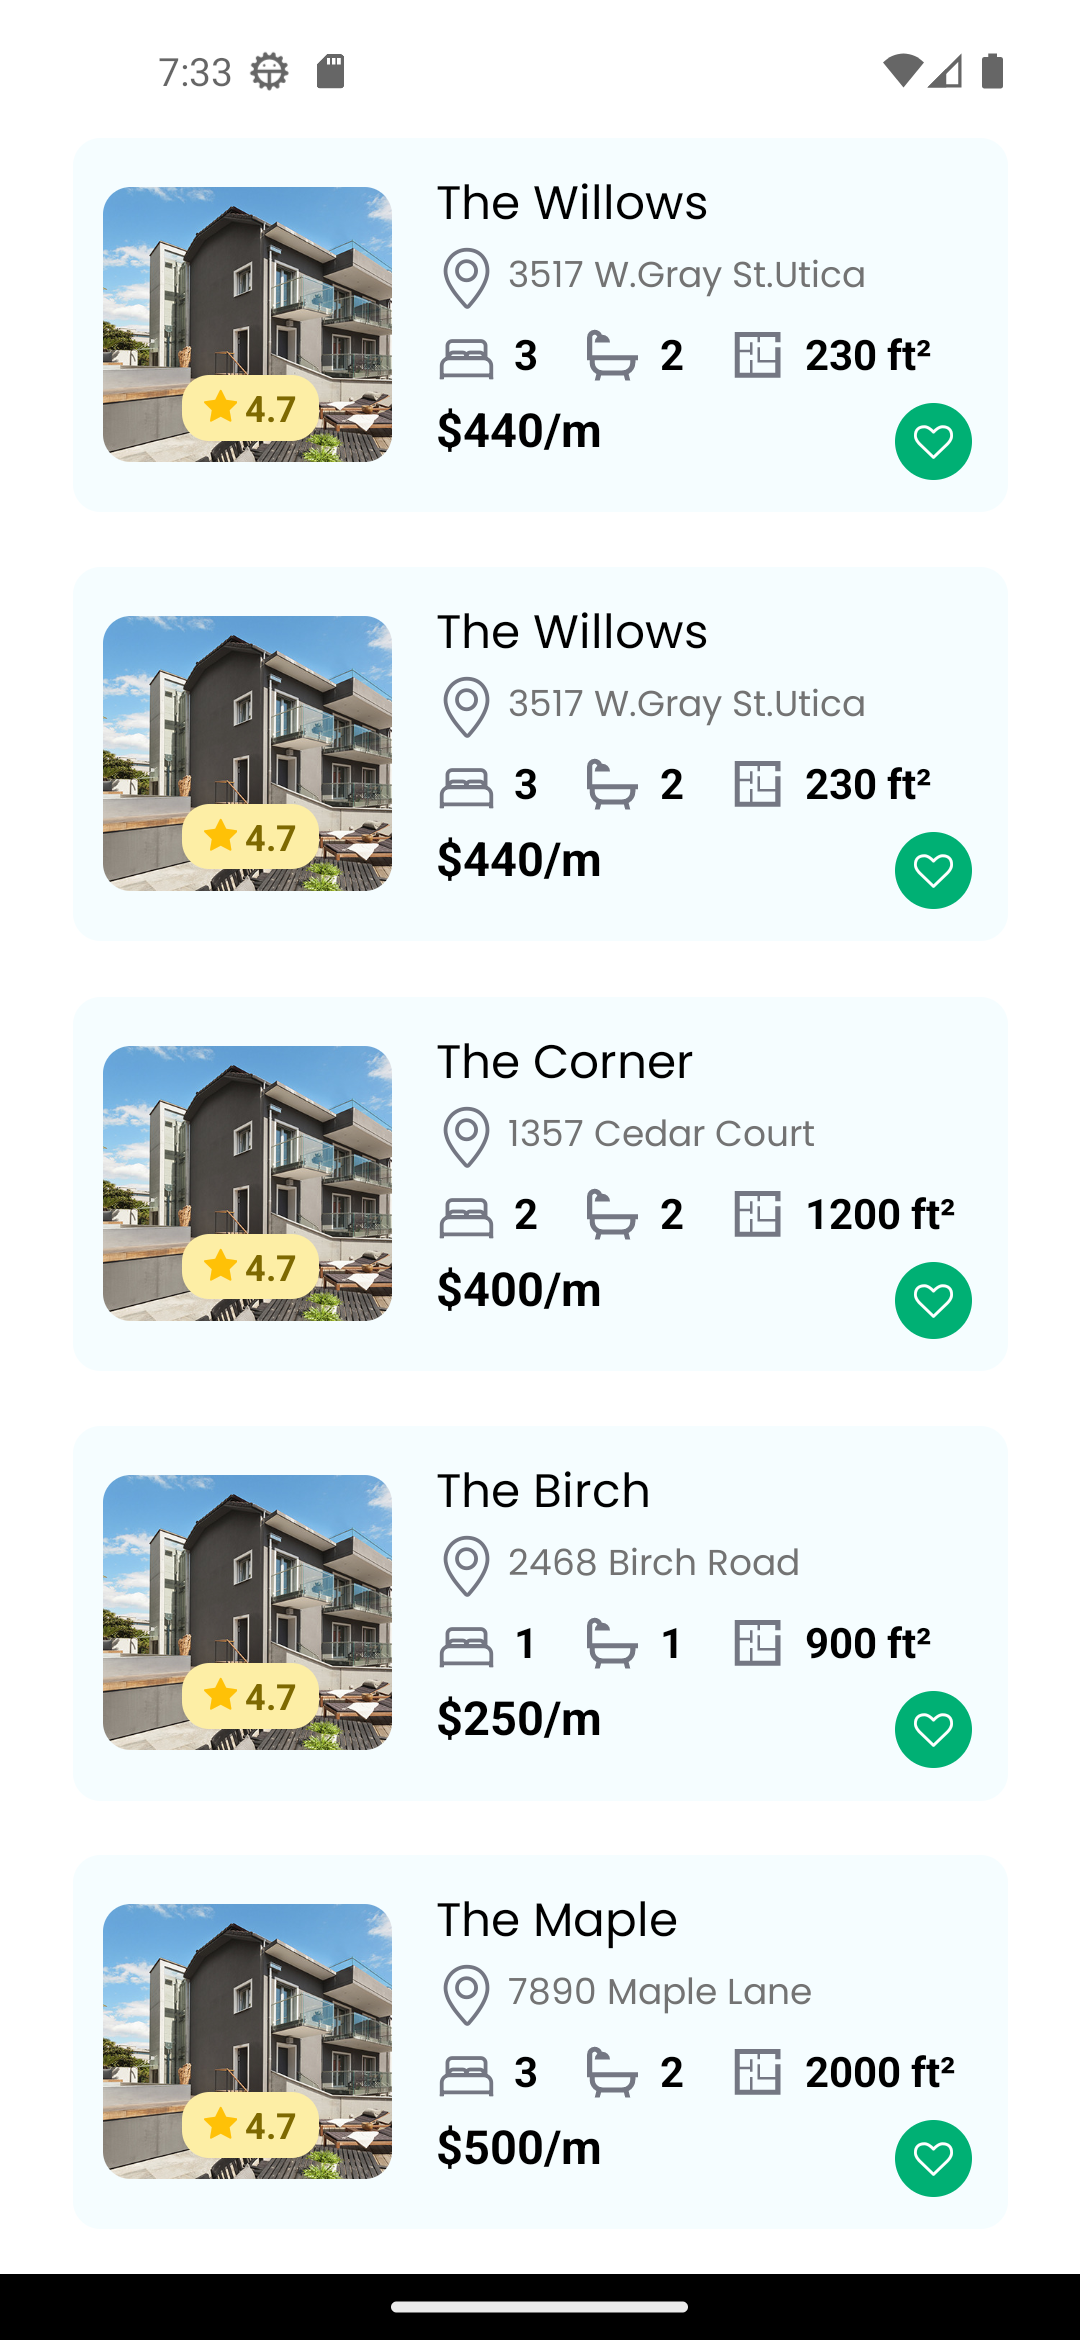 7:33
The Willows
3517 W.Gray St.Utica
3 2 230 ft²
4.7
$440/m
The Willows
3517 W.Gray St.Utica
3 2 230 ft²
4.7
$440/m
The Corner
1357 Cedar Court
2 2 1200 ft²
4.7
$400/m
The Birch
2468 Birch Road
1 1 900 ft²
4.7
$250/m
The Maple
7890 Maple Lane
3 2 2000 ft²
4.7
$500/m